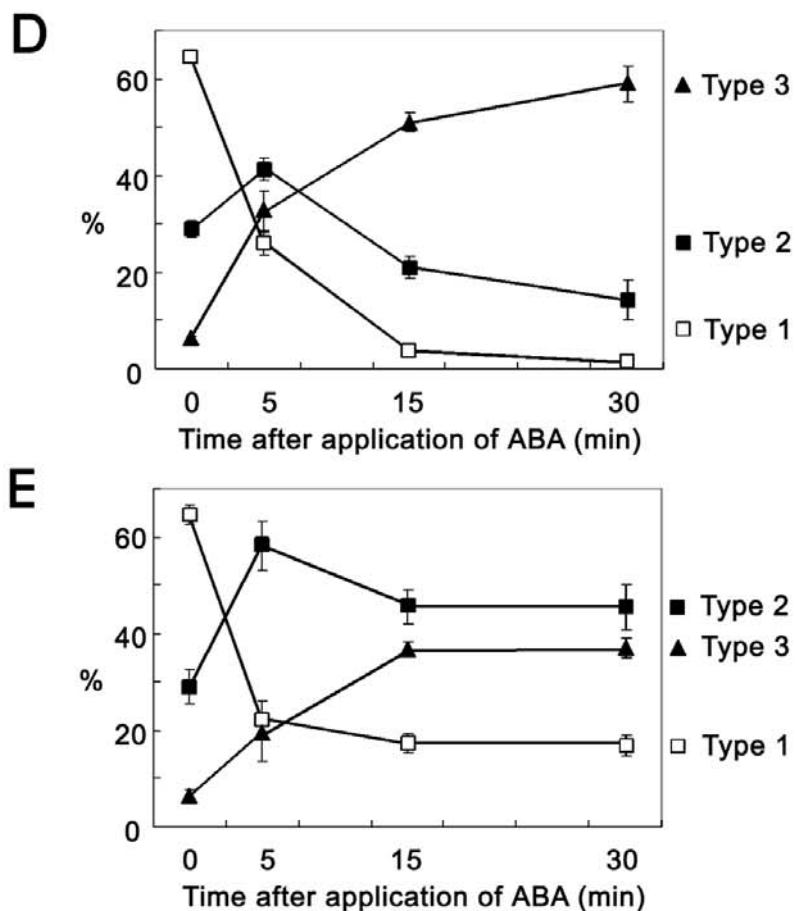 D
60
40
%
20
0
0 5 15 30
Time after application of ABA (min)
Type 3
Type 2
Type 1
E
60
40
%
20
0
0 5 15 30
Time after application of ABA (min)
Type 2
Type 3
Type 1